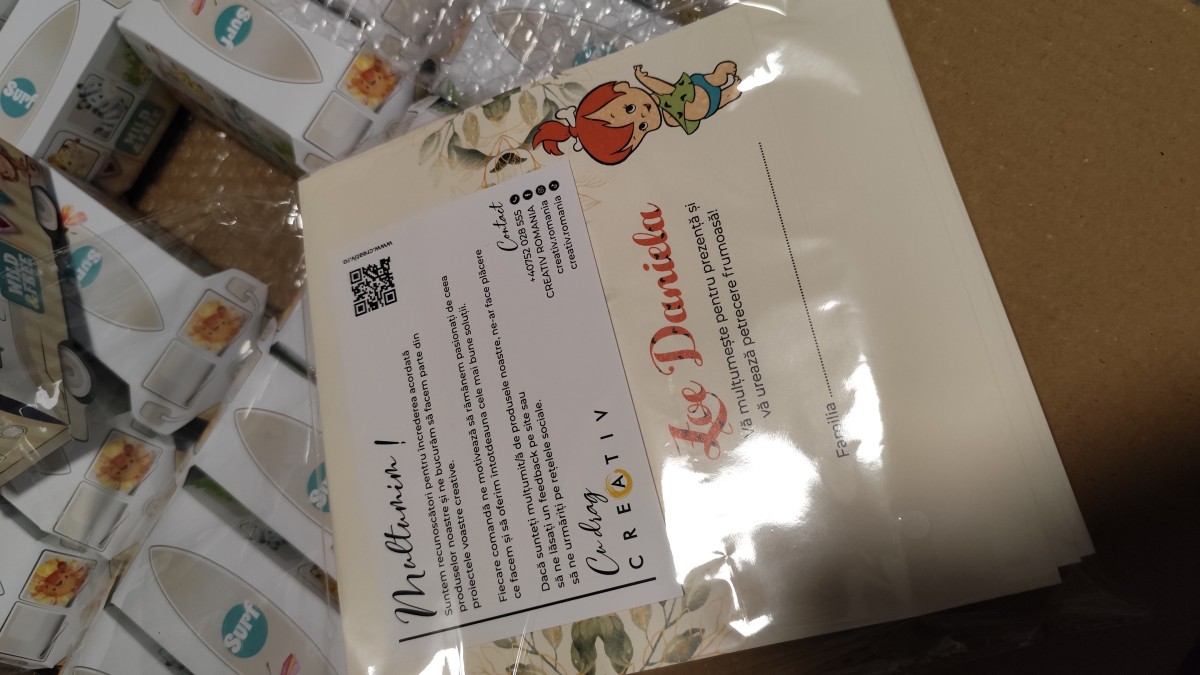 Multumim !
Suntem recunoscători pentru încrederea acordată
produselor noastre și ne bucurăm să facem parte din
proiectele voastre creative.
Fiecare comandă ne motivează să rămânem pasionați de ceea
ce facem și să oferim întotdeauna cele mai bune soluții.
Dacă sunteți mulțumit/ă de produsele noastre, ne-ar face plăcere
să ne lăsați un feedback pe site sau
să ne urmăriți pe rețelele sociale.
Cu drag
CREATIV
www.creativ.ro
Contact
+40752 028 555
CREATIV ROMANIA
creativ.romania
creativ.romania
Zoe Daniela
Vă mulțumește pentru prezență și
vă urează petrecere frumoasă!
Familia
Surf
Surf
WILD
& FREE
WILD
& FREE
Surf
Surf